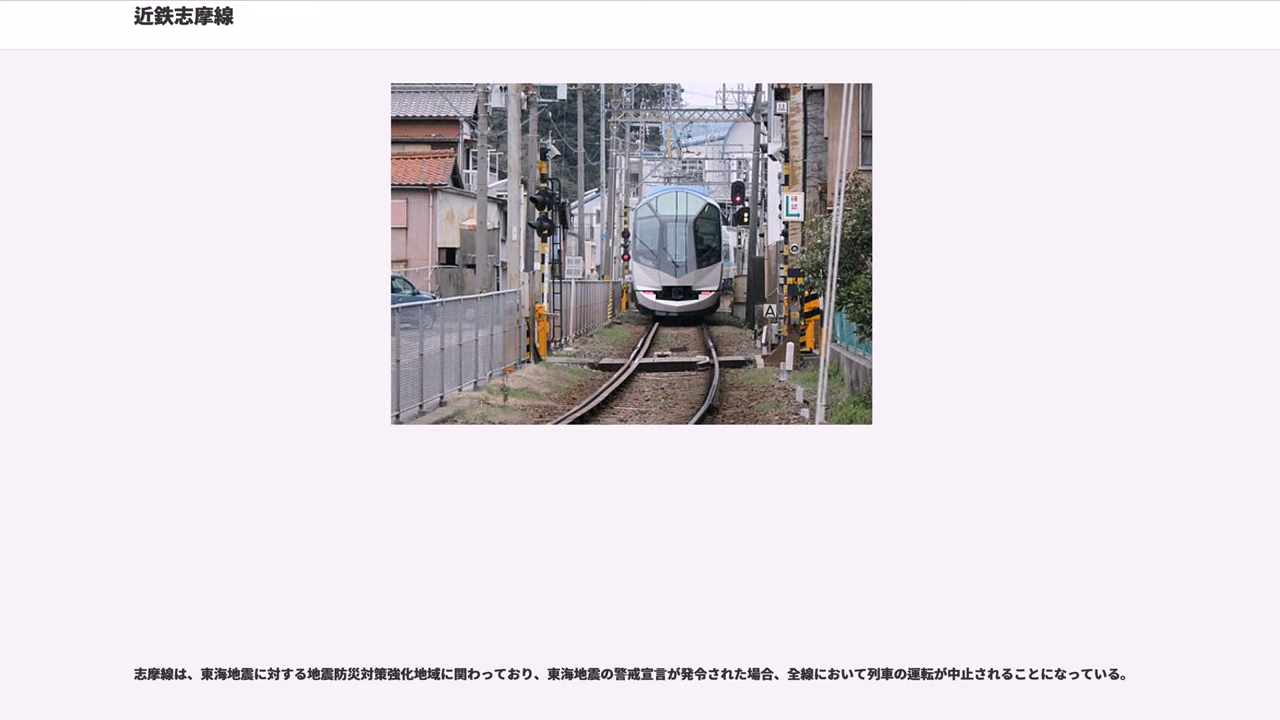 近鉄志摩線
確認
A
志摩線は、東海地震に対する地震防災対策強化地域に関わっており、東海地震の警戒宣言が発令された場合、全線において列車の運転が中止されることになっている。